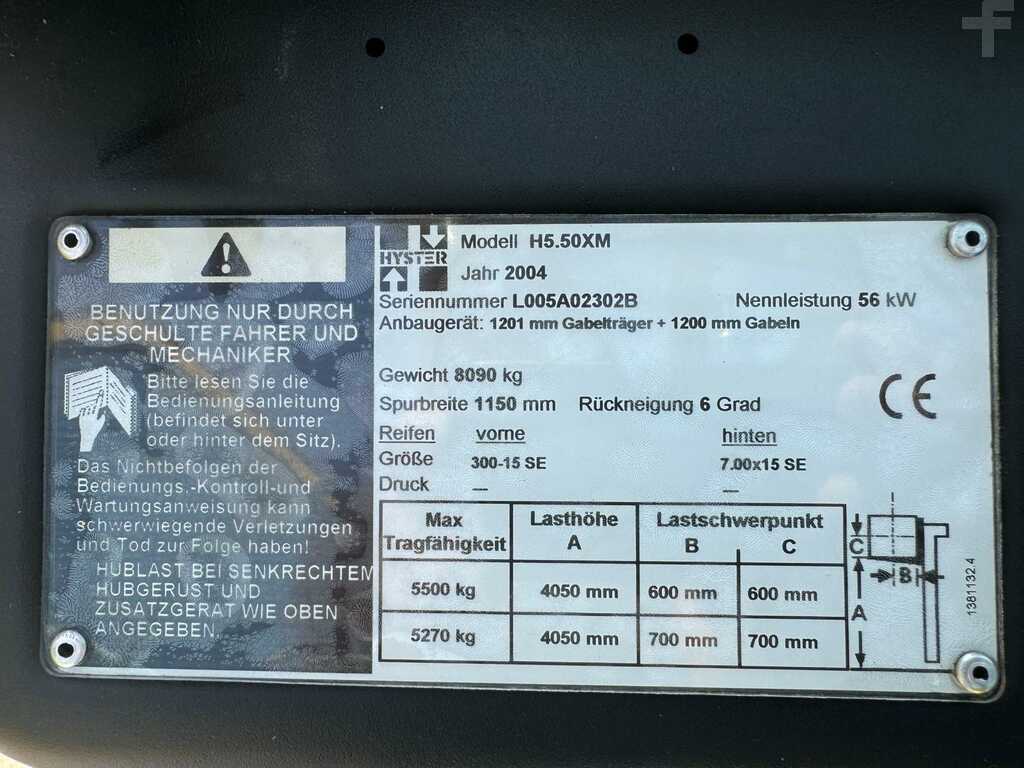 BENUTZUNG NUR DURCH
GESCHULTE FAHRER UND
MECHANIKER
Bitte lesen Sie die
Bedienungsanleitung
(befindet sich unter
oder hinter dem Sitz).
Das Nichtbefolgen der
Bedienungs.-Kontroll-und
Wartungsanweisung kann
schwerwiegende Verletzungen
und Tod zur Folge haben!
HUBLAST BEI SENKRECHTEM
HUBGERUST UND
ZUSATZGERAT WIE OBEN
ANGEGEBEN.
HYSTER
Modell H5.50XM
Jahr 2004
Seriennummer L005A02302B Nennleistung 56 kW
Anbaugerät: 1201 mm Gabelträger + 1200 mm Gabeln
Gewicht 8090 kg
Spurbreite 1150 mm Rückneigung 6 Grad
CE
Reifen vorne hinten
Größe 300-15 SE 7.00x15 SE
Druck — —
Max Tragfähigkeit Lasthöhe A Lastschwerpunkt B C
5500 kg 4050 mm 600 mm 600 mm
5270 kg 4050 mm 700 mm 700 mm
C
B
A
1381132.4
f